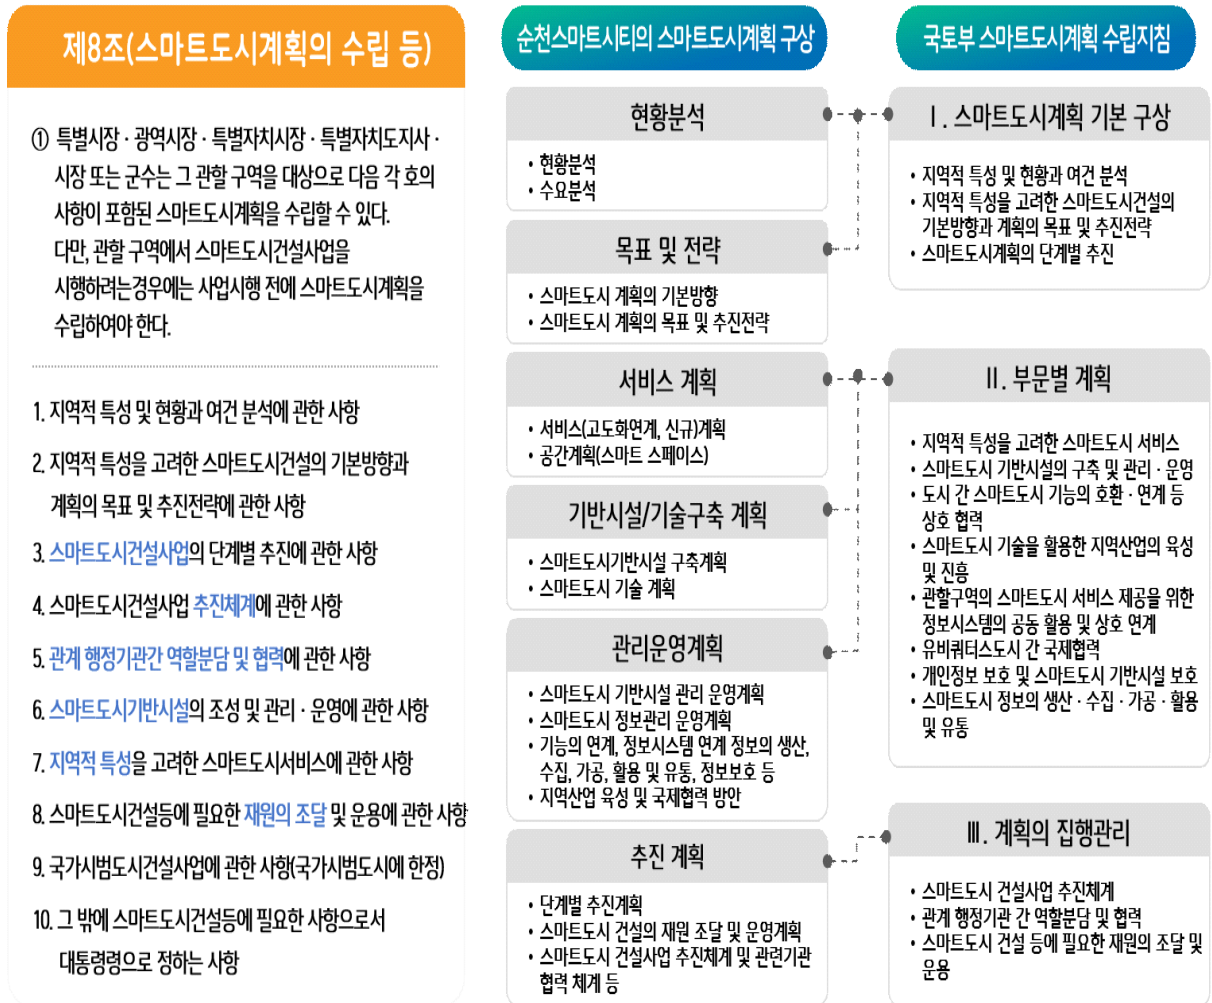 제8조(스마트도시계획의 수립 등)
① 특별시장 · 광역시장 · 특별자치시장 · 특별자치도지사 ·
시장 또는 군수는 그 관할 구역을 대상으로 다음 각 호의
사항이 포함된 스마트도시계획을 수립할 수 있다.
다만, 관할 구역에서 스마트도시건설사업을
시행하려는경우에는 사업시행 전에 스마트도시계획을
수립하여야 한다.
1. 지역적 특성 및 현황과 여건 분석에 관한 사항
2. 지역적 특성을 고려한 스마트도시건설의 기본방향과
계획의 목표 및 추진전략에 관한 사항
3. 스마트도시건설사업의 단계별 추진에 관한 사항
4. 스마트도시건설사업 추진체계에 관한 사항
5. 관계 행정기관간 역할분담 및 협력에 관한 사항
6. 스마트도시기반시설의 조성 및 관리 · 운영에 관한 사항
7. 지역적 특성을 고려한 스마트도시서비스에 관한 사항
8. 스마트도시건설등에 필요한 재원의 조달 및 운용에 관한 사항
9. 국가시범도시건설사업에 관한 사항(국가시범도시에 한정)
10. 그 밖에 스마트도시건설등에 필요한 사항으로서
대통령령으로 정하는 사항
순천스마트시티의 스마트도시계획 구상
현황분석
• 현황분석
• 수요분석
목표 및 전략
• 스마트도시 계획의 기본방향
• 스마트도시 계획의 목표 및 추진전략
서비스 계획
• 서비스(고도화연계, 신규)계획
• 공간계획(스마트 스페이스)
기반시설/기술구축 계획
• 스마트도시기반시설 구축계획
• 스마트도시 기술 계획
관리운영계획
• 스마트도시 기반시설 관리 운영계획
• 스마트도시 정보관리 운영계획
• 기능의 연계, 정보시스템 연계 정보의 생산,
수집, 가공, 활용 및 유통, 정보보호 등
• 지역산업 육성 및 국제협력 방안
추진 계획
• 단계별 추진계획
• 스마트도시 건설의 재원 조달 및 운영계획
• 스마트도시 건설사업 추진체계 및 관련기관
협력 체계 등
국토부 스마트도시계획 수립지침
Ⅰ. 스마트도시계획 기본 구상
• 지역적 특성 및 현황과 여건 분석
• 지역적 특성을 고려한 스마트도시건설의
기본방향과 계획의 목표 및 추진전략
• 스마트도시계획의 단계별 추진
Ⅱ. 부문별 계획
• 지역적 특성을 고려한 스마트도시 서비스
• 스마트도시 기반시설의 구축 및 관리 · 운영
• 도시 간 스마트도시 기능의 호환 · 연계 등
상호 협력
• 스마트도시 기술을 활용한 지역산업의 육성
및 진흥
• 관할구역의 스마트도시 서비스 제공을 위한
정보시스템의 공동 활용 및 상호 연계
• 유비쿼터스도시 간 국제협력
• 개인정보 보호 및 스마트도시 기반시설 보호
• 스마트도시 정보의 생산 · 수집 · 가공 · 활용
및 유통
Ⅲ. 계획의 집행관리
• 스마트도시 건설사업 추진체계
• 관계 행정기관 간 역할분담 및 협력
• 스마트도시 건설 등에 필요한 재원의 조달 및
운용